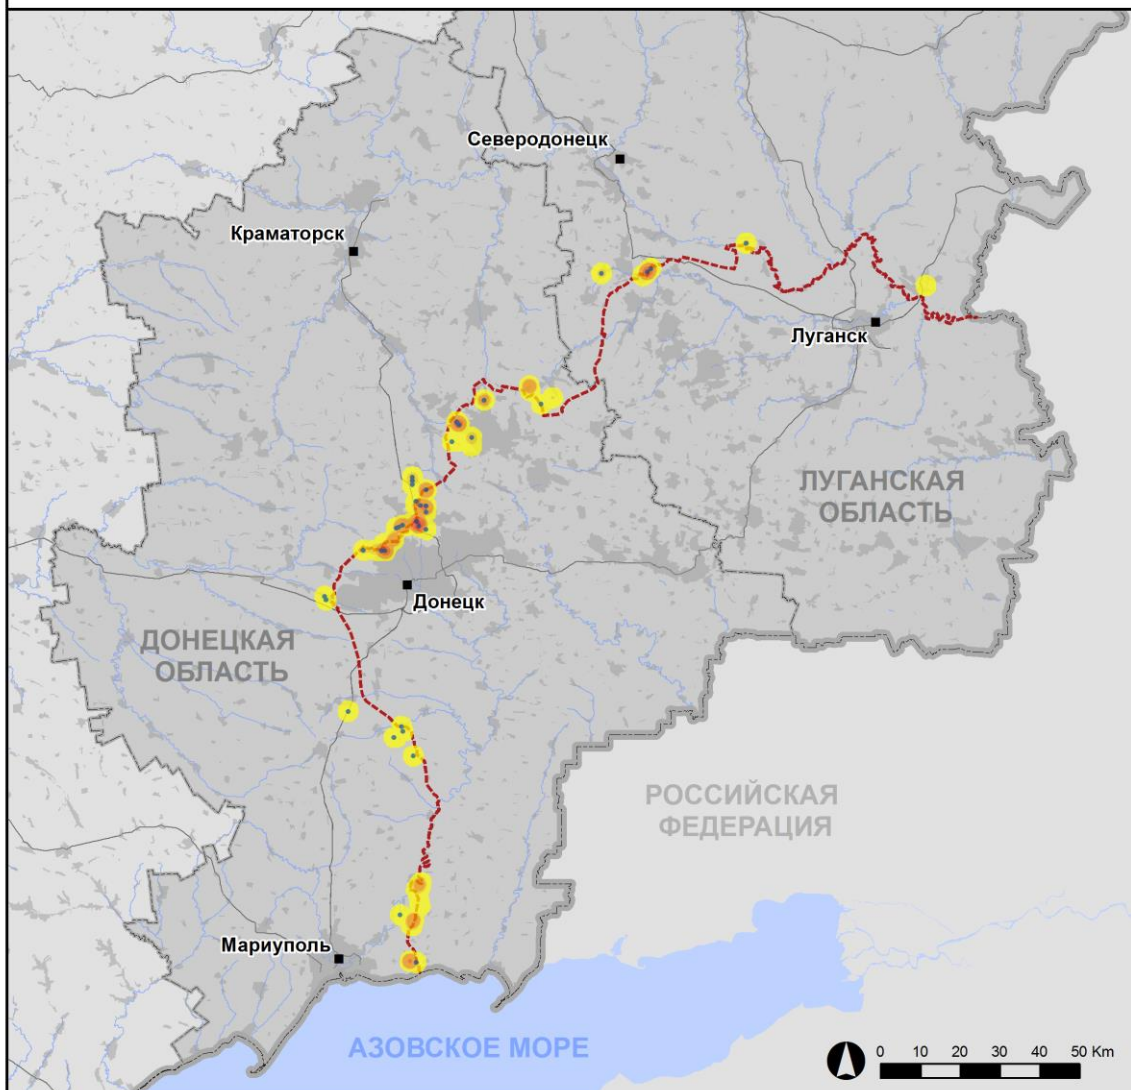 Северодонецк
Краматорск
Луганск
ЛУГАНСКАЯ
ОБЛАСТЬ
Донецк
ДОНЕЦКАЯ
ОБЛАСТЬ
РОССИЙСКАЯ
ФЕДЕРАЦИЯ
Мариуполь
АЗОВСКОЕ МОРЕ
0 10 20 30 40 50 Km